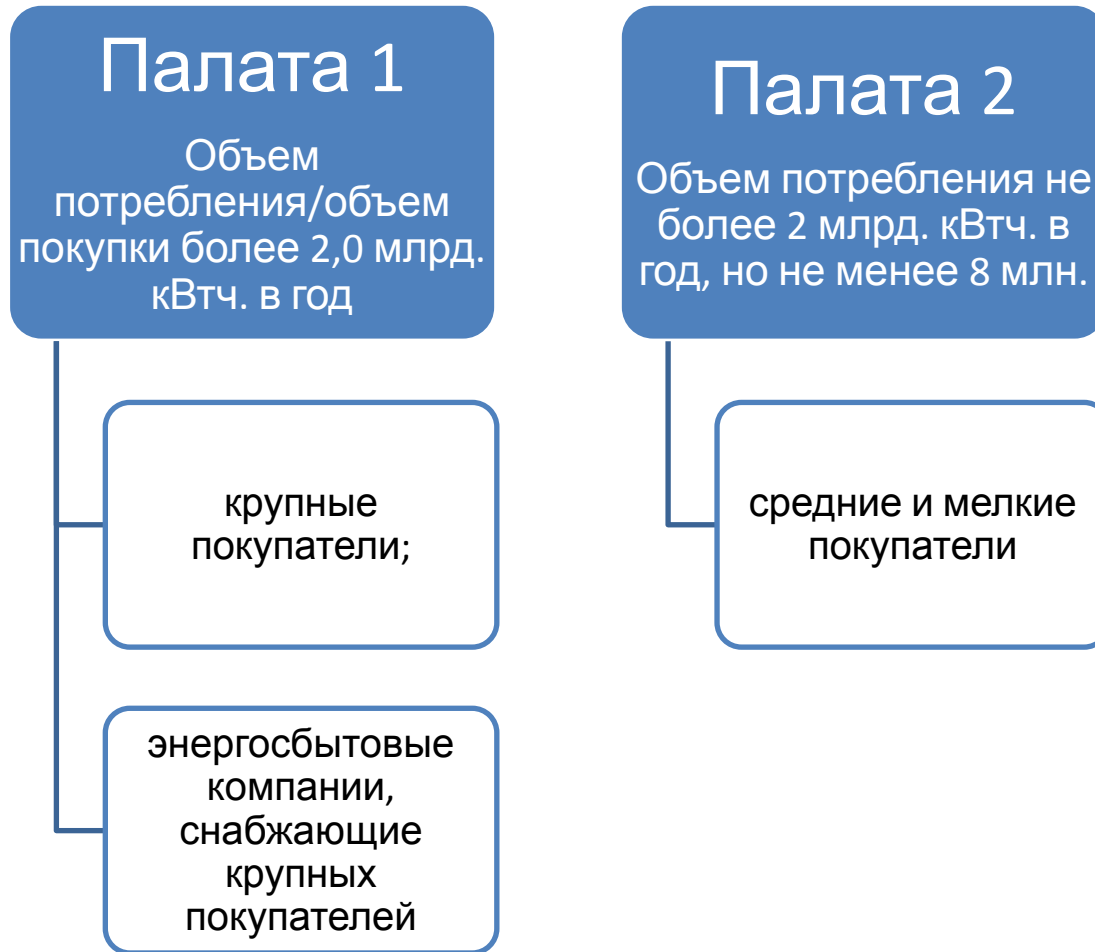 Палата 1
Объем
потребления/объем
покупки более 2,0 млрд.
кВтч. в год
крупные
покупатели;
энергосбытовые
компании,
снабжающие
крупных
покупателей
Палата 2
Объем потребления не
более 2 млрд. кВтч. в
год, но не менее 8 млн.
средние и мелкие
покупатели